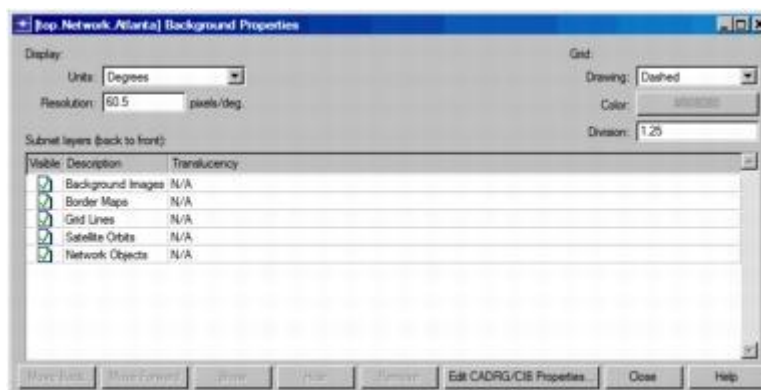 [top.Network.Atlanta] Background Properties
Display:
Units: Degrees
Resolution: 60.5 pixels/deg.
Grid:
Drawing: Dashed
Color:
Division: 1.25
Subnet layers (back to front):
Visible Description Translucency
Background Images N/A
Border Maps N/A
Grid Lines N/A
Satellite Orbits N/A
Network Objects N/A
Move Back Move Forward Show Hide Remove Edit CADRG/CIB Properties... Close Help